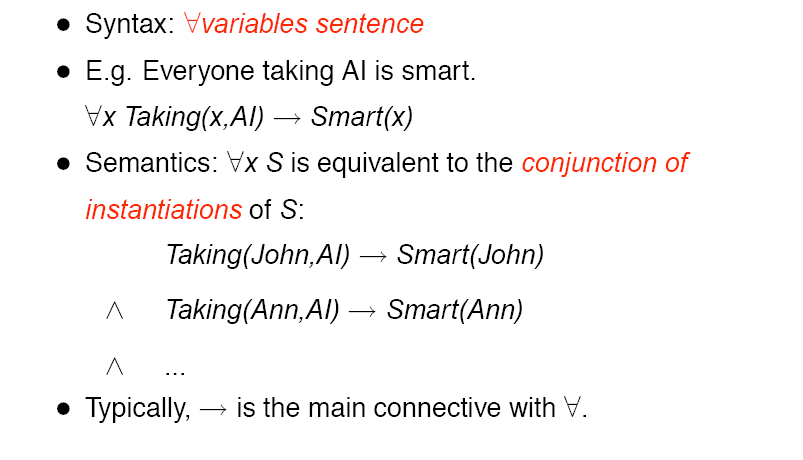 ● Syntax: ∀variables sentence
● E.g. Everyone taking AI is smart.
∀x Taking(x,AI) → Smart(x)
● Semantics: ∀x S is equivalent to the conjunction of
instantiations of S:
Taking(John,AI) → Smart(John)
∧ Taking(Ann,AI) → Smart(Ann)
∧ ...
● Typically, → is the main connective with ∀.